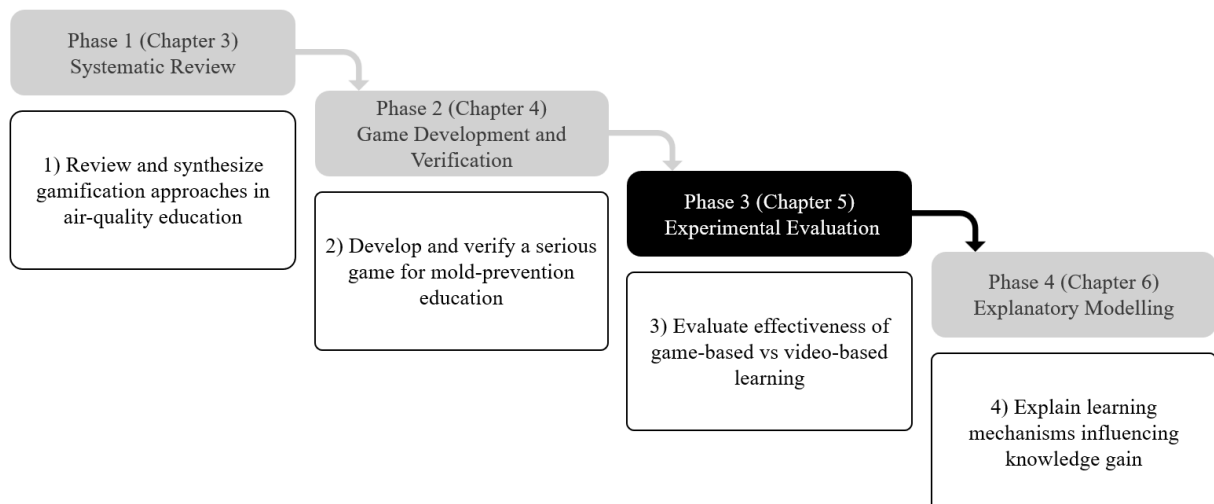 Phase 1 (Chapter 3)
Systematic Review
1) Review and synthesize
gamification approaches in
air-quality education
Phase 2 (Chapter 4)
Game Development and
Verification
2) Develop and verify a serious
game for mold-prevention
education
Phase 3 (Chapter 5)
Experimental Evaluation
3) Evaluate effectiveness of
game-based vs video-based
learning
Phase 4 (Chapter 6)
Explanatory Modelling
4) Explain learning
mechanisms influencing
knowledge gain